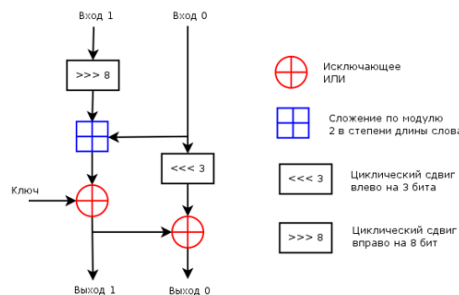 Вход 1
Вход 0
>>> 8
<<< 3
Ключ
Выход 1
Выход 0
Исключающее
ИЛИ
Сложение по модулю
2 в степени длины слова
<<< 3
Циклический сдвиг
влево на 3 бита
>>> 8
Циклический сдвиг
вправо на 8 бит